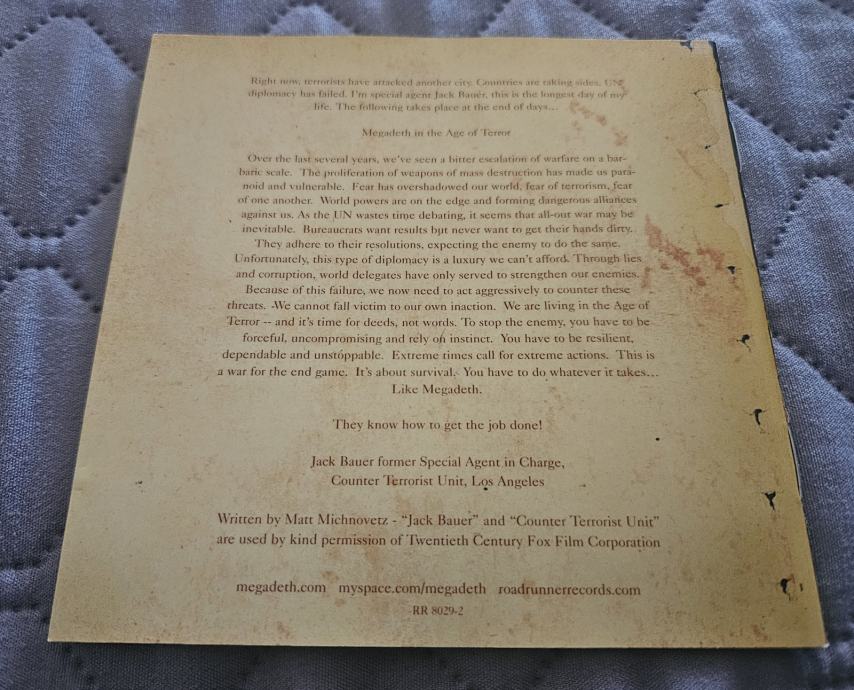 Right now, terrorists have attacked another city. Countries are taking sides. UN
diplomacy has failed. I'm special agent Jack Bauer, this is the longest day of my
life. The following takes place at the end of days...
Megadeth in the Age of Terror
Over the last several years, we've seen a bitter escalation of warfare on a bar-
baric scale. The proliferation of weapons of mass destruction has made us para-
noid and vulnerable. Fear has overshadowed our world, fear of terrorism, fear
of one another. World powers are on the edge and forming dangerous alliances
against us. As the UN wastes time debating, it seems that all-out war may be
inevitable. Bureaucrats want results but never want to get their hands dirty.
They adhere to their resolutions, expecting the enemy to do the same.
Unfortunately, this type of diplomacy is a luxury we can't afford. Through lies
and corruption, world delegates have only served to strengthen our enemies.
Because of this failure, we now need to act aggressively to counter these
threats. We cannot fall victim to our own inaction. We are living in the Age of
Terror -- and it's time for deeds, not words. To stop the enemy, you have to be
forceful, uncompromising and rely on instinct. You have to be resilient,
dependable and unstoppable. Extreme times call for extreme actions. This is
a war for the end game. It's about survival. You have to do whatever it takes...
Like Megadeth.
They know how to get the job done!
Jack Bauer former Special Agent in Charge,
Counter Terrorist Unit, Los Angeles
Written by Matt Michnovetz - "Jack Bauer" and "Counter Terrorist Unit"
are used by kind permission of Twentieth Century Fox Film Corporation
megadeth.com myspace.com/megadeth roadrunnerrecords.com
RR 8029-2